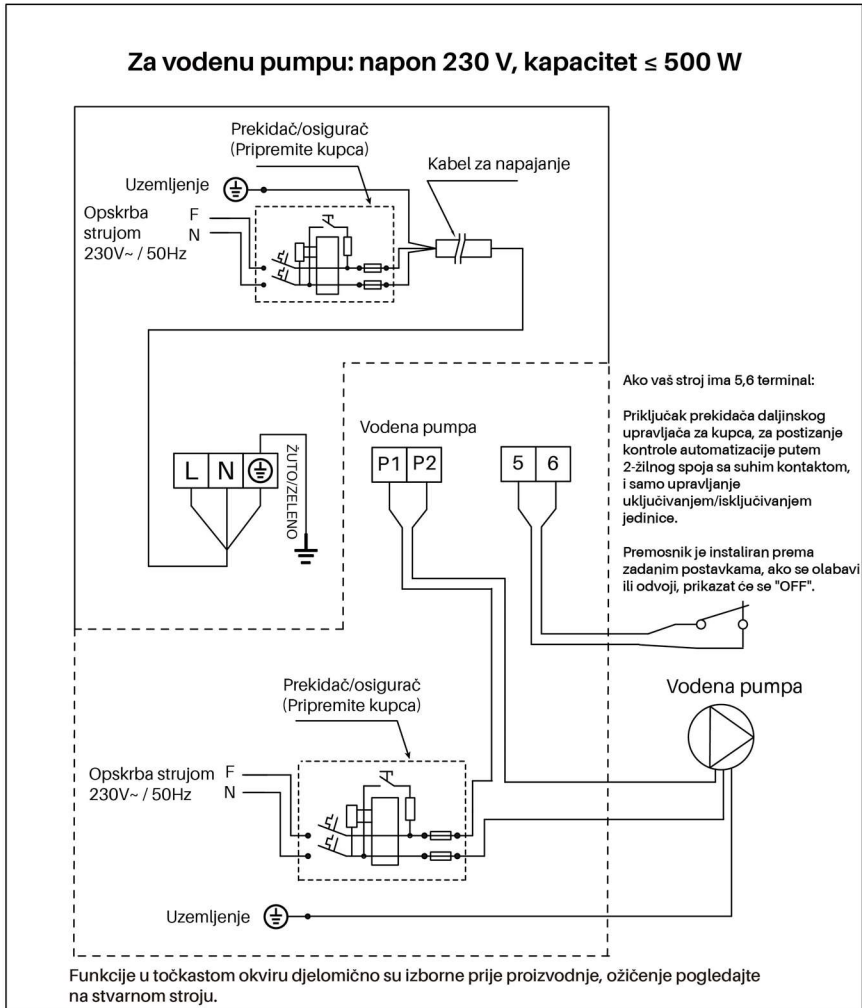 Za vodenu pumpu: napon 230 V, kapacitet ≤ 500 W
Prekidač/osigurač
(Pripremite kupca)
Kabel za napajanje
Uzemljenje
Opskrba
strujom
230V~ / 50Hz
F
N
L N
ŽUTO/ZELENO
Vodena pumpa
P1 P2
5 6
Ako vaš stroj ima 5,6 terminal:
Priključak prekidača daljinskog
upravljača za kupca, za postizanje
kontrole automatizacije putem
2-žilnog spoja sa suhim kontaktom,
i samo upravljanje
uključivanjem/isključivanjem
jedinice.
Premosnik je instaliran prema
zadanim postavkama, ako se olabavi
ili odvoji, prikazat će se "OFF".
Prekidač/osigurač
(Pripremite kupca)
Vodena pumpa
Opskrba strujom
230V~ / 50Hz
F
N
Uzemljenje
Funkcije u točkastom okviru djelomično su izborne prije proizvodnje, ožičenje pogledajte
na stvarnom stroju.